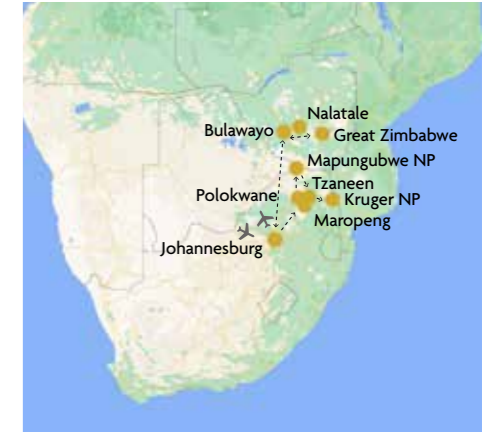 Nalatale
Bulawayo
Great Zimbabwe
Mapungubwe NP
Tzaneen
Polokwane
Kruger NP
Maropeng
Johannesburg